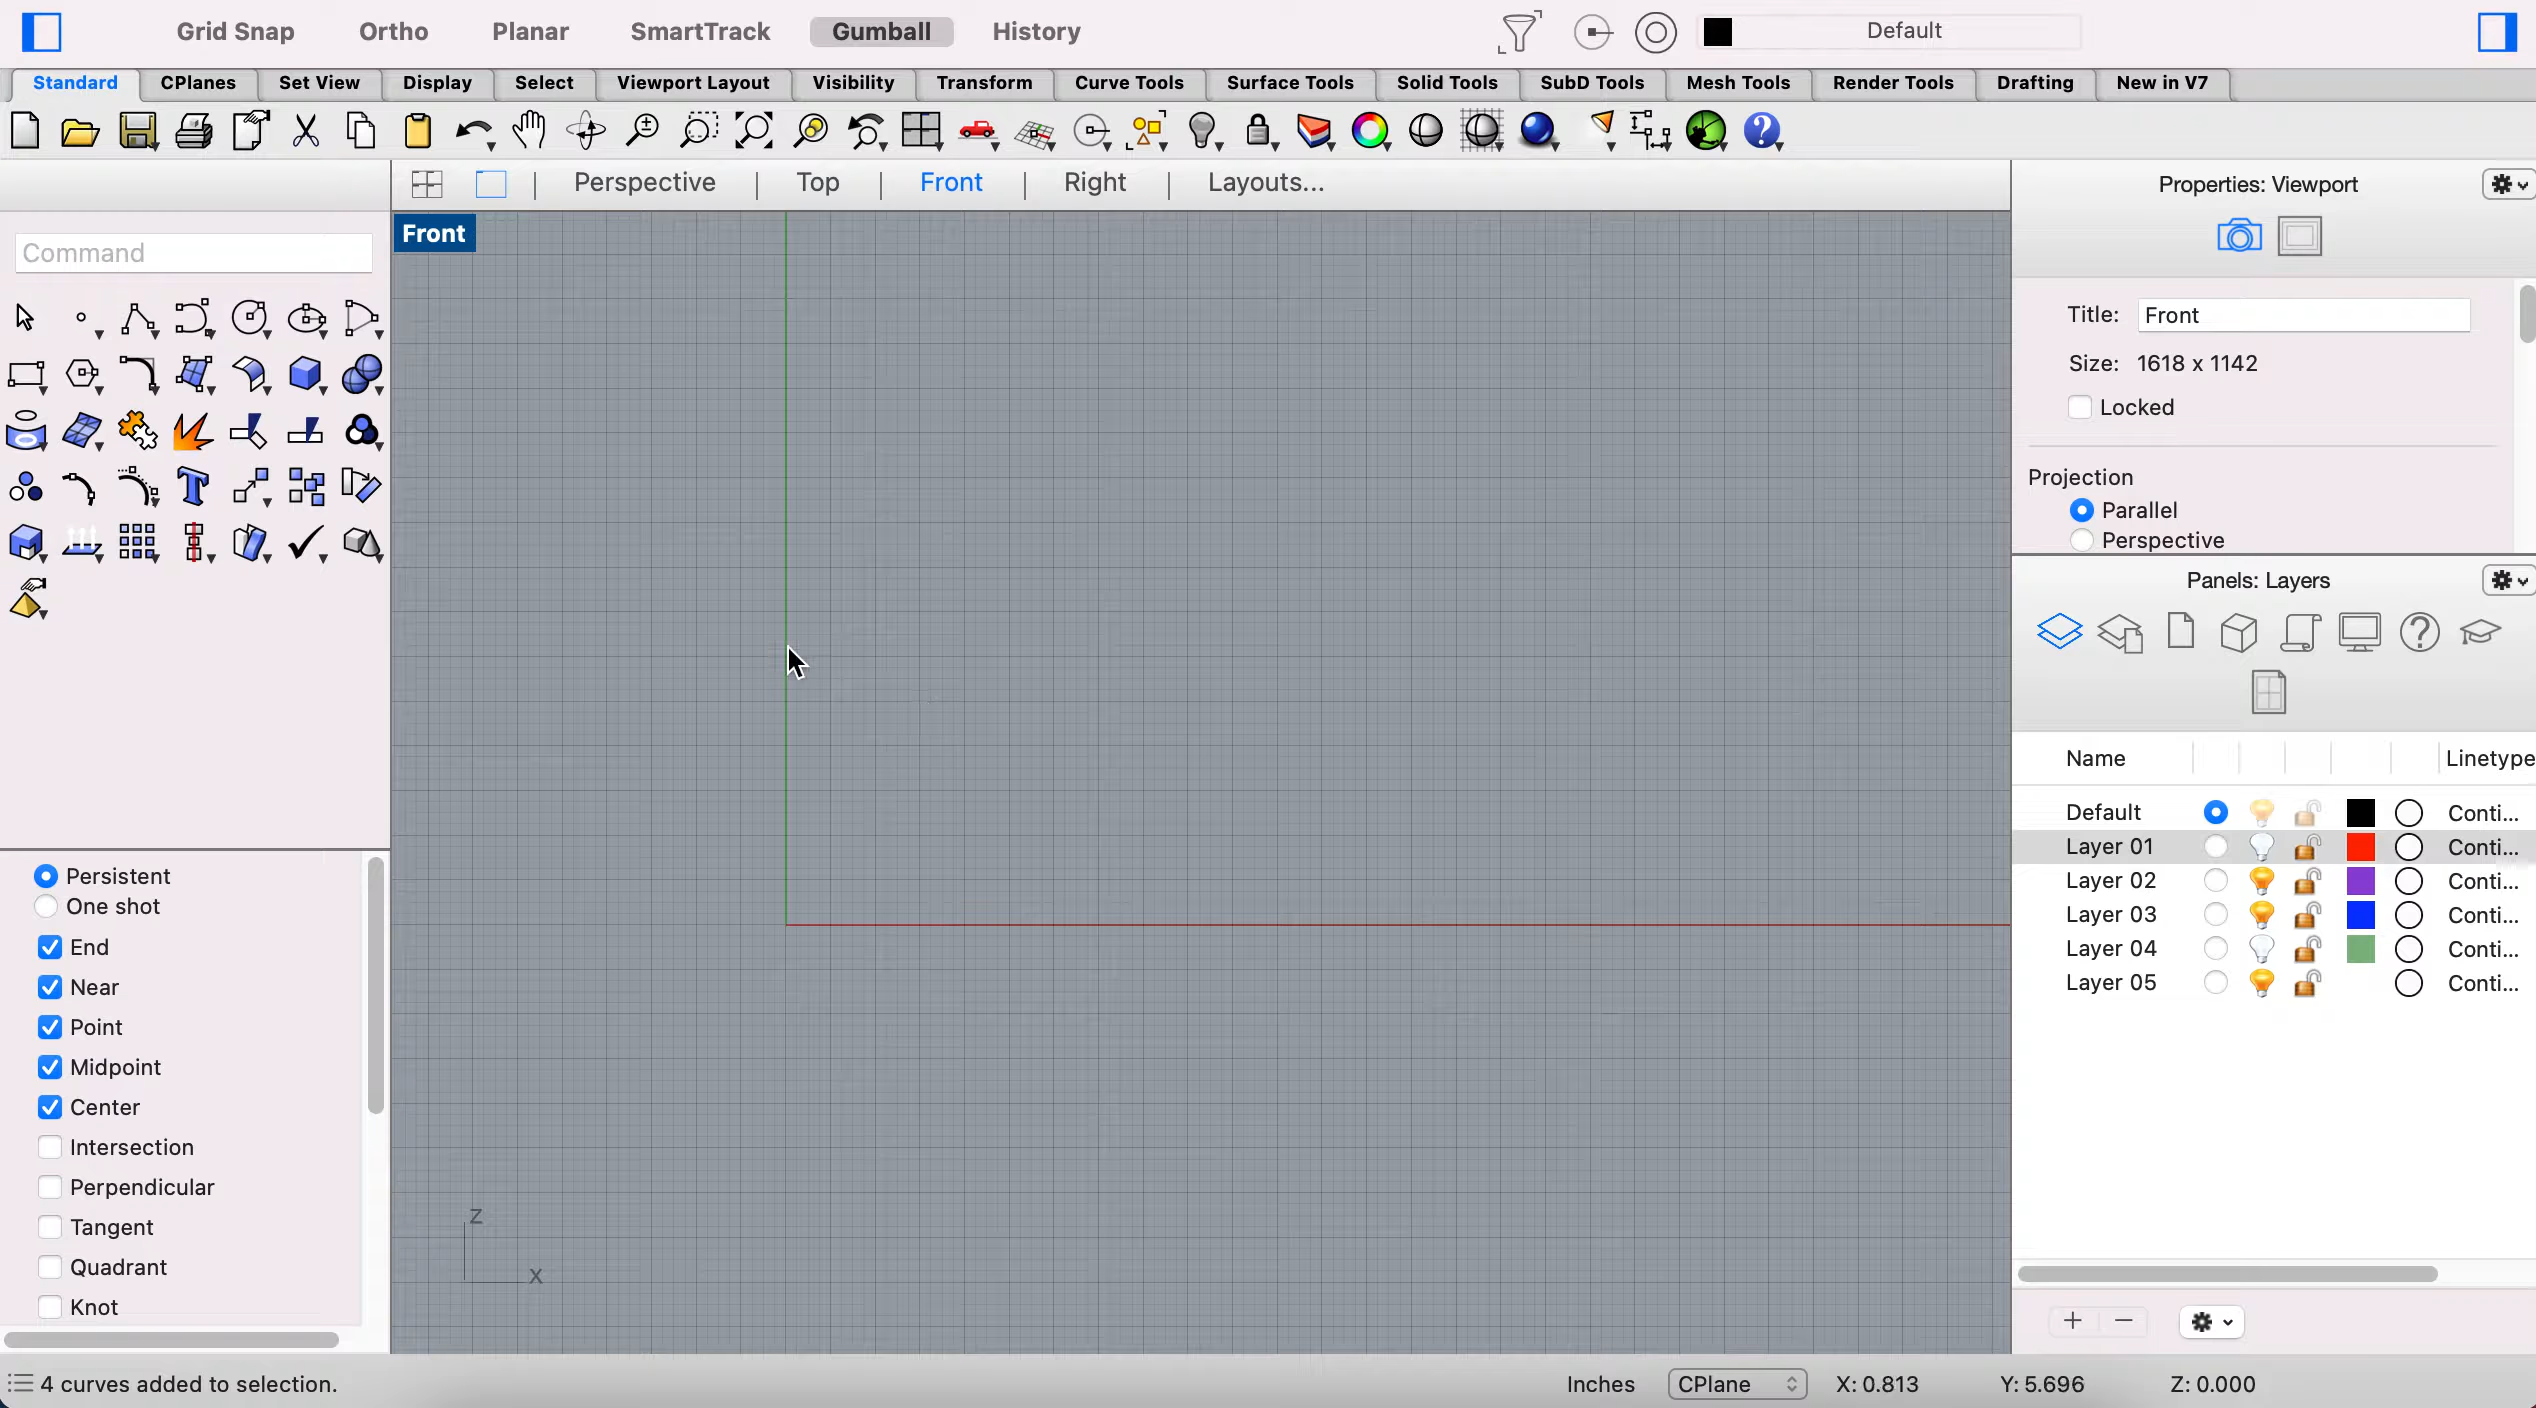 Grid Snap Ortho Planar SmartTrack Gumball History Default
Standard CPlanes Set View Display Select Viewport Layout Visibility Transform Curve Tools Surface Tools Solid Tools SubD Tools Mesh Tools Render Tools Drafting New in V7
Perspective | Top | Front | Right | Layouts...
Properties: Viewport
Command
Front
Title: Front
Size: 1618 x 1142
Locked
Projection
Parallel
Perspective
Panels: Layers
Name Linetype
Default Conti...
Layer 01 Conti...
Layer 02 Conti...
Layer 03 Conti...
Layer 04 Conti...
Layer 05 Conti...
Persistent
One shot
End
Near
Point
Midpoint
Center
Intersection
Perpendicular
Tangent
Quadrant
Knot
Z
X
4 curves added to selection.
Inches CPlane X: 0.813 Y: 5.696 Z: 0.000